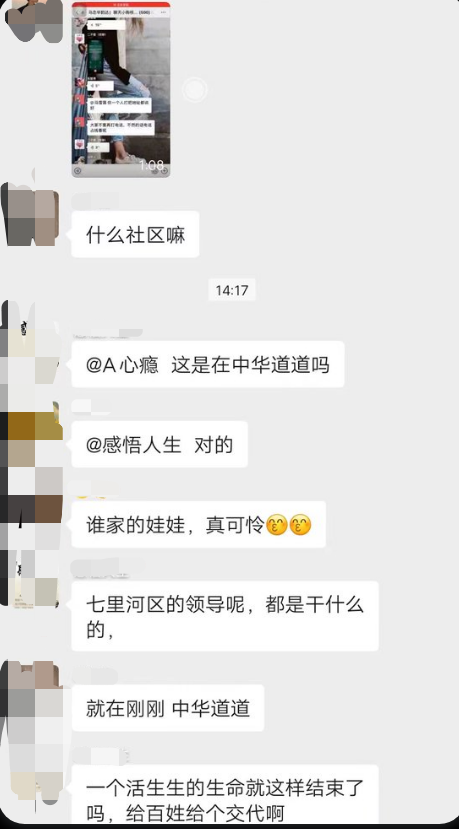 1:08
什么社区嘛
14:17
@A 心瘾 这是在中华道道吗
@感悟人生 对的
谁家的娃娃，真可怜😙😙
七里河区的领导呢，都是干什么
的，
就在刚刚 中华道道
一个活生生的生命就这样结束了
吗，给百姓给个交代啊